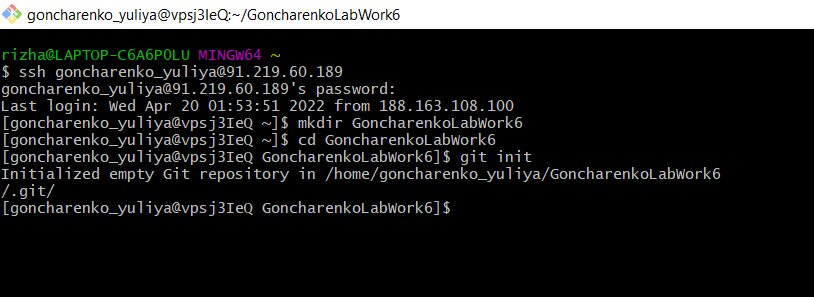 goncharenko_yuliya@vpsj3IeQ:~/GoncharenkoLabWork6
rizha@LAPTOP-C6A6P0LU MINGW64 ~
$ ssh goncharenko_yuliya@91.219.60.189
goncharenko_yuliya@91.219.60.189's password:
Last login: Wed Apr 20 01:53:51 2022 from 188.163.108.100
[goncharenko_yuliya@vpsj3IeQ ~]$ mkdir GoncharenkoLabWork6
[goncharenko_yuliya@vpsj3IeQ ~]$ cd GoncharenkoLabWork6
[goncharenko_yuliya@vpsj3IeQ GoncharenkoLabWork6]$ git init
Initialized empty Git repository in /home/goncharenko_yuliya/GoncharenkoLabWork6
/.git/
[goncharenko_yuliya@vpsj3IeQ GoncharenkoLabWork6]$